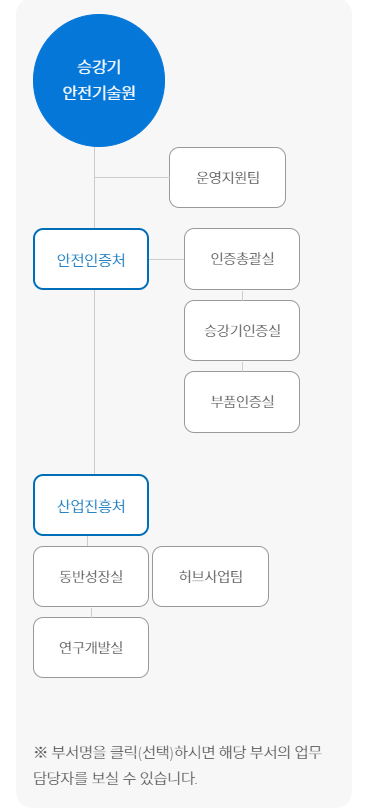 승강기
안전기술원
운영지원팀
안전인증처
인증총괄실
승강기인증실
부품인증실
산업진흥처
동반성장실
허브사업팀
연구개발실
※ 부서명을 클릭(선택)하시면 해당 부서의 업무
담당자를 보실 수 있습니다.